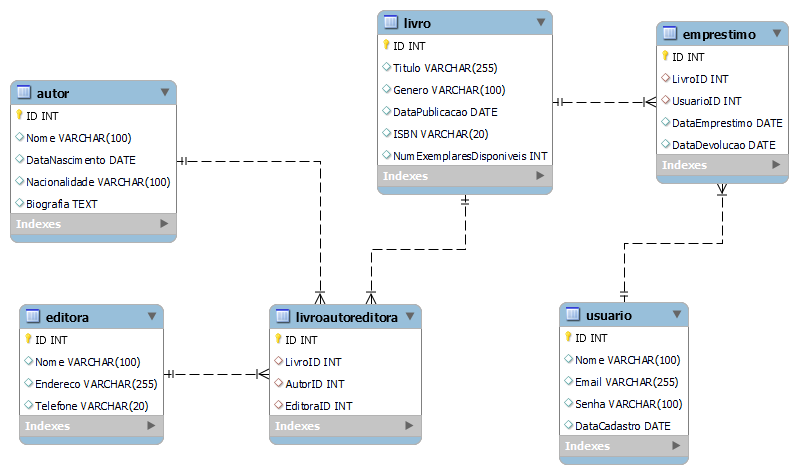 autor
ID INT
Nome VARCHAR(100)
DataNascimento DATE
Nacionalidade VARCHAR(100)
Biografia TEXT
Indexes
livro
ID INT
Titulo VARCHAR(255)
Genero VARCHAR(100)
DataPublicacao DATE
ISBN VARCHAR(20)
NumExemplaresDisponiveis INT
Indexes
emprestimo
ID INT
LivroID INT
UsuarioID INT
DataEmprestimo DATE
DataDevolucao DATE
Indexes
editora
ID INT
Nome VARCHAR(100)
Endereco VARCHAR(255)
Telefone VARCHAR(20)
Indexes
livroautoreditora
ID INT
LivroID INT
AutorID INT
EditoraID INT
Indexes
usuario
ID INT
Nome VARCHAR(100)
Email VARCHAR(255)
Senha VARCHAR(100)
DataCadastro DATE
Indexes